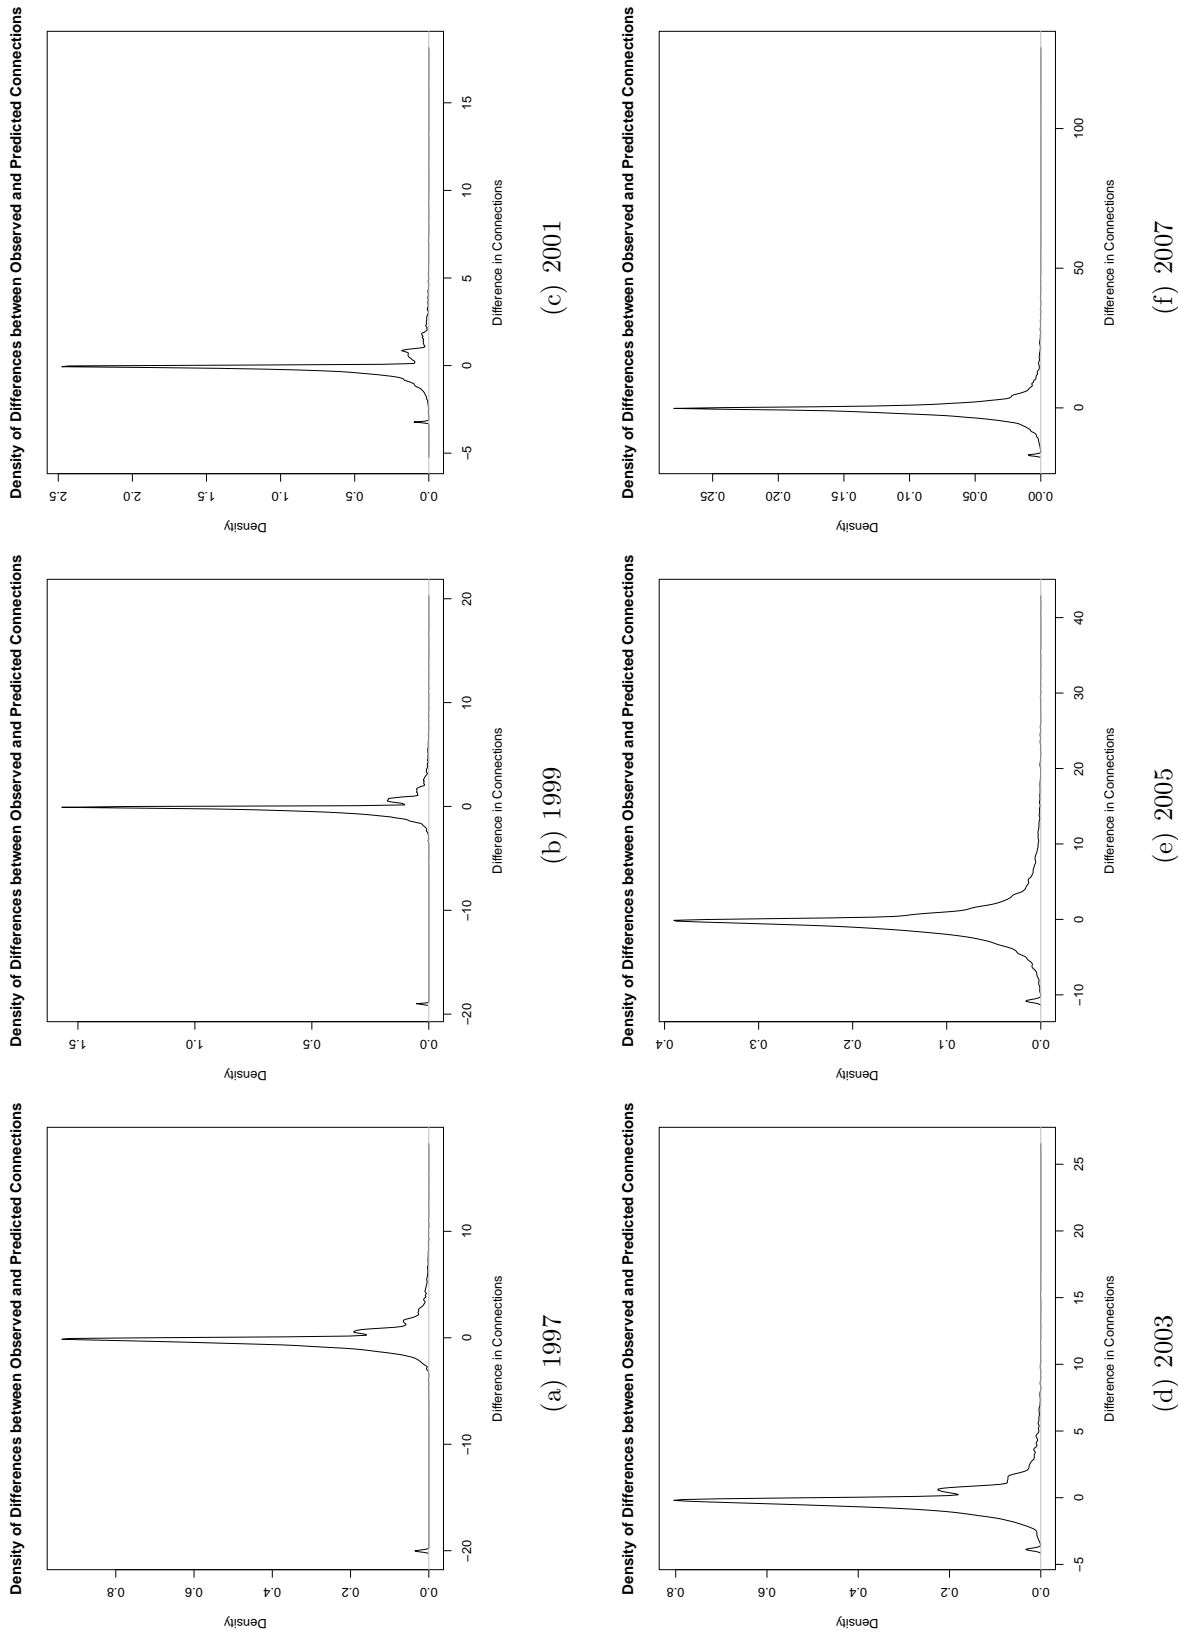 Density of Differences between Observed and Predicted Connections
Density
0.0 0.2 0.4 0.6 0.8
−20 −10 0 10
Difference in Connections
(a) 1997
Density of Differences between Observed and Predicted Connections
Density
0.0 0.5 1.0 1.5
−20 −10 0 10 20
Difference in Connections
(b) 1999
Density of Differences between Observed and Predicted Connections
Density
0.0 0.5 1.0 1.5 2.0 2.5
−5 0 5 10 15
Difference in Connections
(c) 2001
Density of Differences between Observed and Predicted Connections
Density
0.0 0.2 0.4 0.6 0.8
−5 0 5 10 15 20 25
Difference in Connections
(d) 2003
Density of Differences between Observed and Predicted Connections
Density
0.0 0.1 0.2 0.3 0.4
−10 0 10 20 30 40
Difference in Connections
(e) 2005
Density of Differences between Observed and Predicted Connections
Density
0.00 0.05 0.10 0.15 0.20 0.25
0 50 100
Difference in Connections
(f) 2007